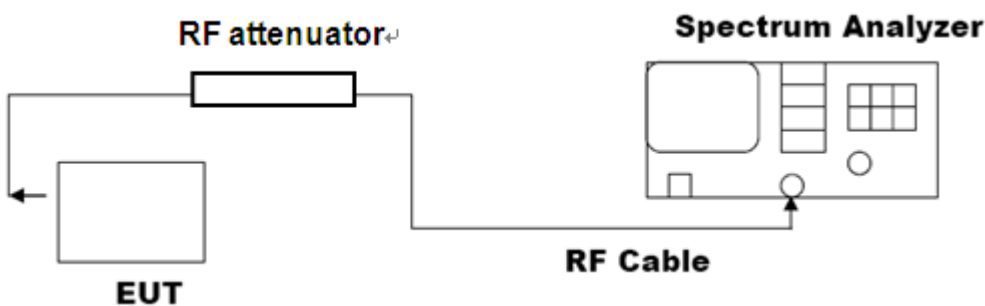 RF attenuator↵
Spectrum Analyzer
RF Cable
EUT